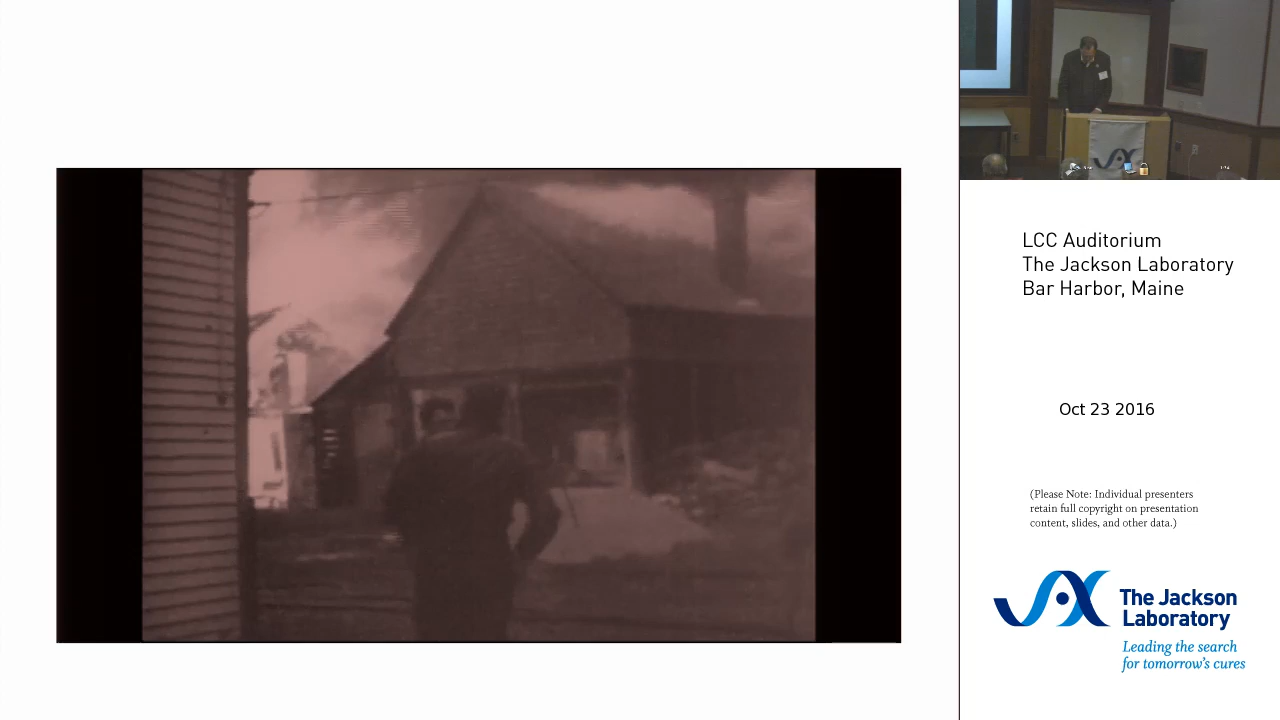 LCC Auditorium
The Jackson Laboratory
Bar Harbor, Maine
Oct 23 2016
(Please Note: Individual presenters
retain full copyright on presentation
content, slides, and other data.)
The Jackson
Laboratory
Leading the search
for tomorrow's cures